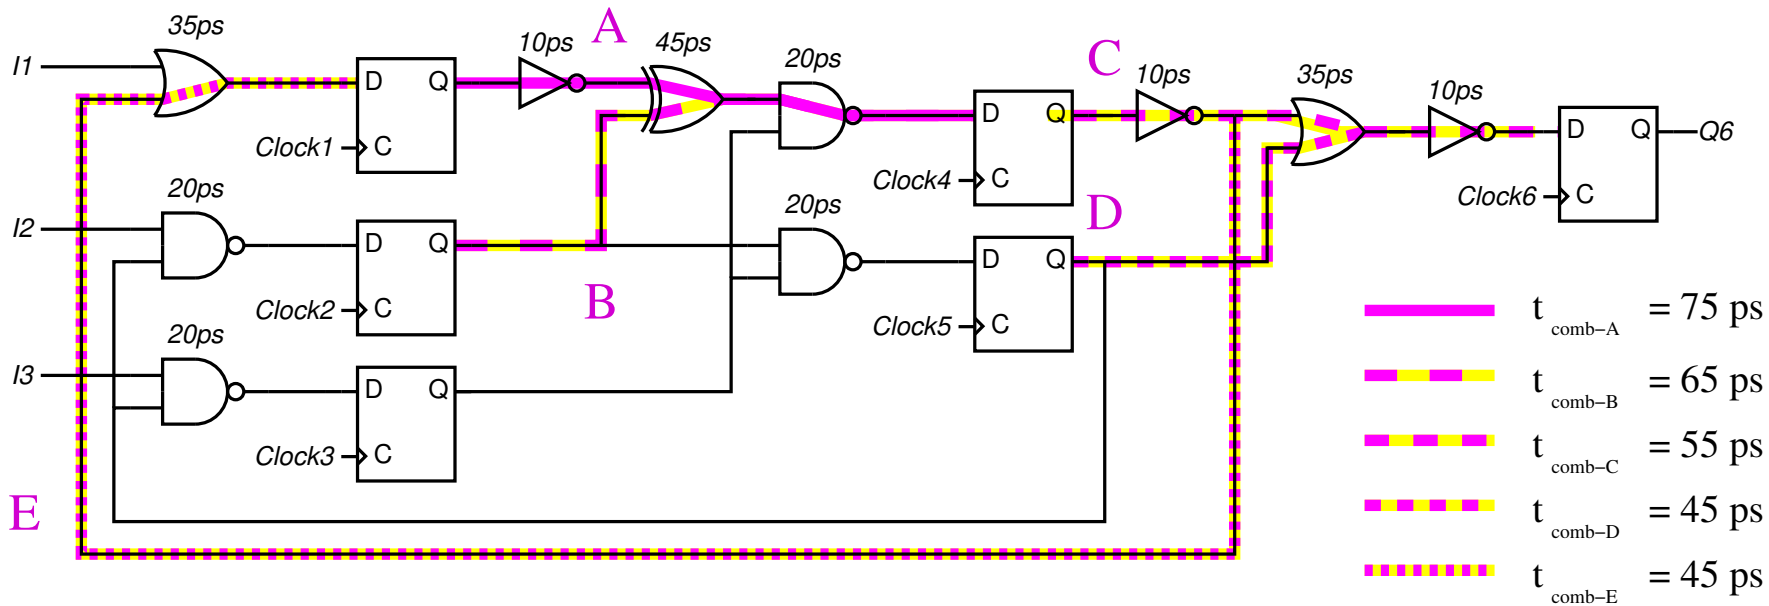 35ps
I1
D Q
Clock1 C
10ps
A
45ps
20ps
D Q
Clock4 C
C
10ps
35ps
10ps
D Q
Clock6 C
Q6
20ps
I2
D Q
Clock2 C
B
20ps
D Q
Clock5 C
D
20ps
I3
D Q
Clock3 C
E
t comb-A = 75 ps
t comb-B = 65 ps
t comb-C = 55 ps
t comb-D = 45 ps
t comb-E = 45 ps